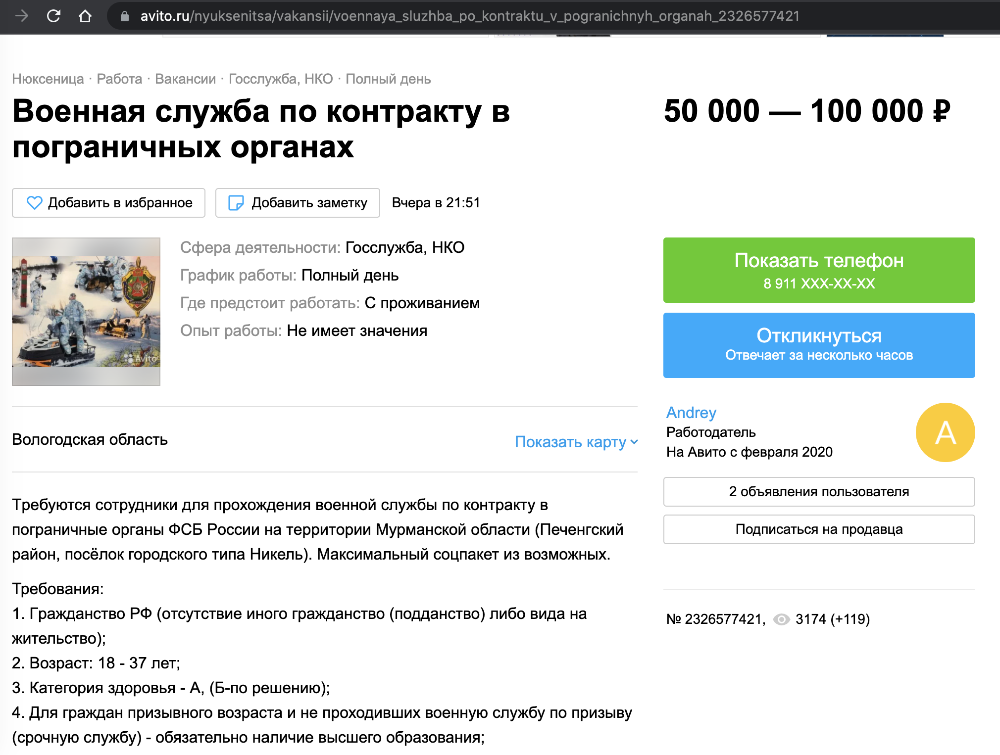 avito.ru/nyuksenitsa/vakansii/voennaya_sluzhba_po_kontraktu_v_pogranichnyh_organah_2326577421
Нюксеница · Работа · Вакансии · Госслужба, НКО · Полный день
Военная служба по контракту в
пограничных органах
50 000 — 100 000 ₽
Добавить в избранное
Добавить заметку
Вчера в 21:51
Сфера деятельности: Госслужба, НКО
График работы: Полный день
Где предстоит работать: С проживанием
Опыт работы: Не имеет значения
Avito
Показать телефон
8 911 XXX-XX-XX
Откликнуться
Отвечает за несколько часов
Andrey
Работодатель
На Авито с февраля 2020
A
2 объявления пользователя
Подписаться на продавца
№ 2326577421, 3174 (+119)
Вологодская область
Показать карту
Требуются сотрудники для прохождения военной службы по контракту в
пограничные органы ФСБ России на территории Мурманской области (Печенгский
район, посёлок городского типа Никель). Максимальный соцпакет из возможных.
Требования:
1. Гражданство РФ (отсутствие иного гражданство (подданство) либо вида на
жительство);
2. Возраст: 18 - 37 лет;
3. Категория здоровья - А, (Б-по решению);
4. Для граждан призывного возраста и не проходивших военную службу по призыву
(срочную службу) - обязательно наличие высшего образования;